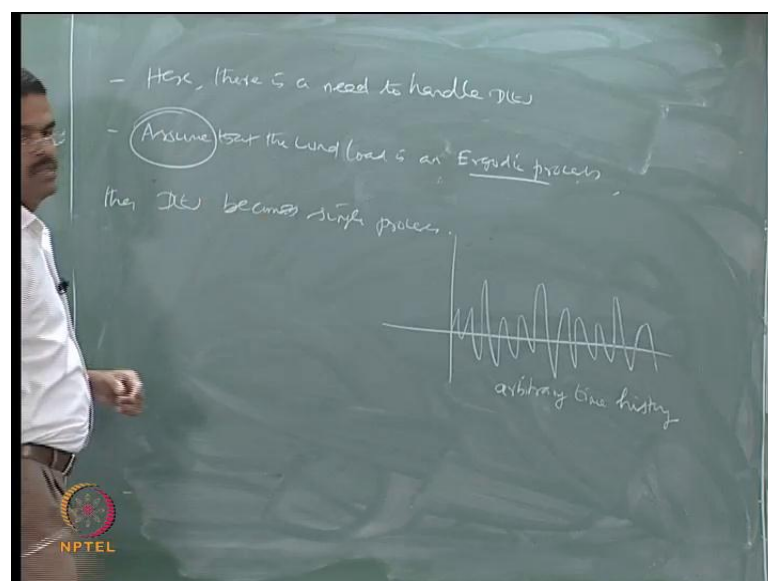 - Here, there is a need to handle D(t)
- Assume that the wind load is an Ergodic process,
then D(t) becomes single process.
arbitrary time history
NPTEL